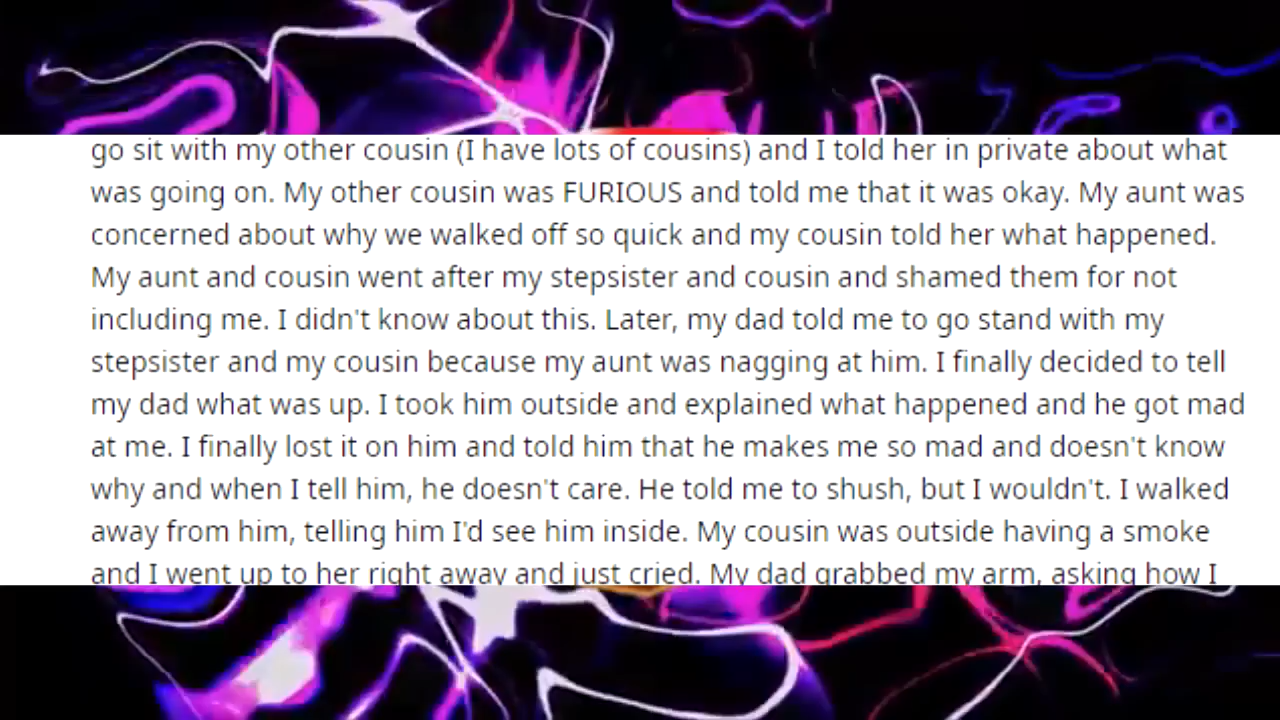 go sit with my other cousin (I have lots of cousins) and I told her in private about what
was going on. My other cousin was FURIOUS and told me that it was okay. My aunt was
concerned about why we walked off so quick and my cousin told her what happened.
My aunt and cousin went after my stepsister and cousin and shamed them for not
including me. I didn't know about this. Later, my dad told me to go stand with my
stepsister and my cousin because my aunt was nagging at him. I finally decided to tell
my dad what was up. I took him outside and explained what happened and he got mad
at me. I finally lost it on him and told him that he makes me so mad and doesn't know
why and when I tell him, he doesn't care. He told me to shush, but I wouldn't. I walked
away from him, telling him I'd see him inside. My cousin was outside having a smoke
and I went up to her right away and just cried. My dad grabbed my arm, asking how I